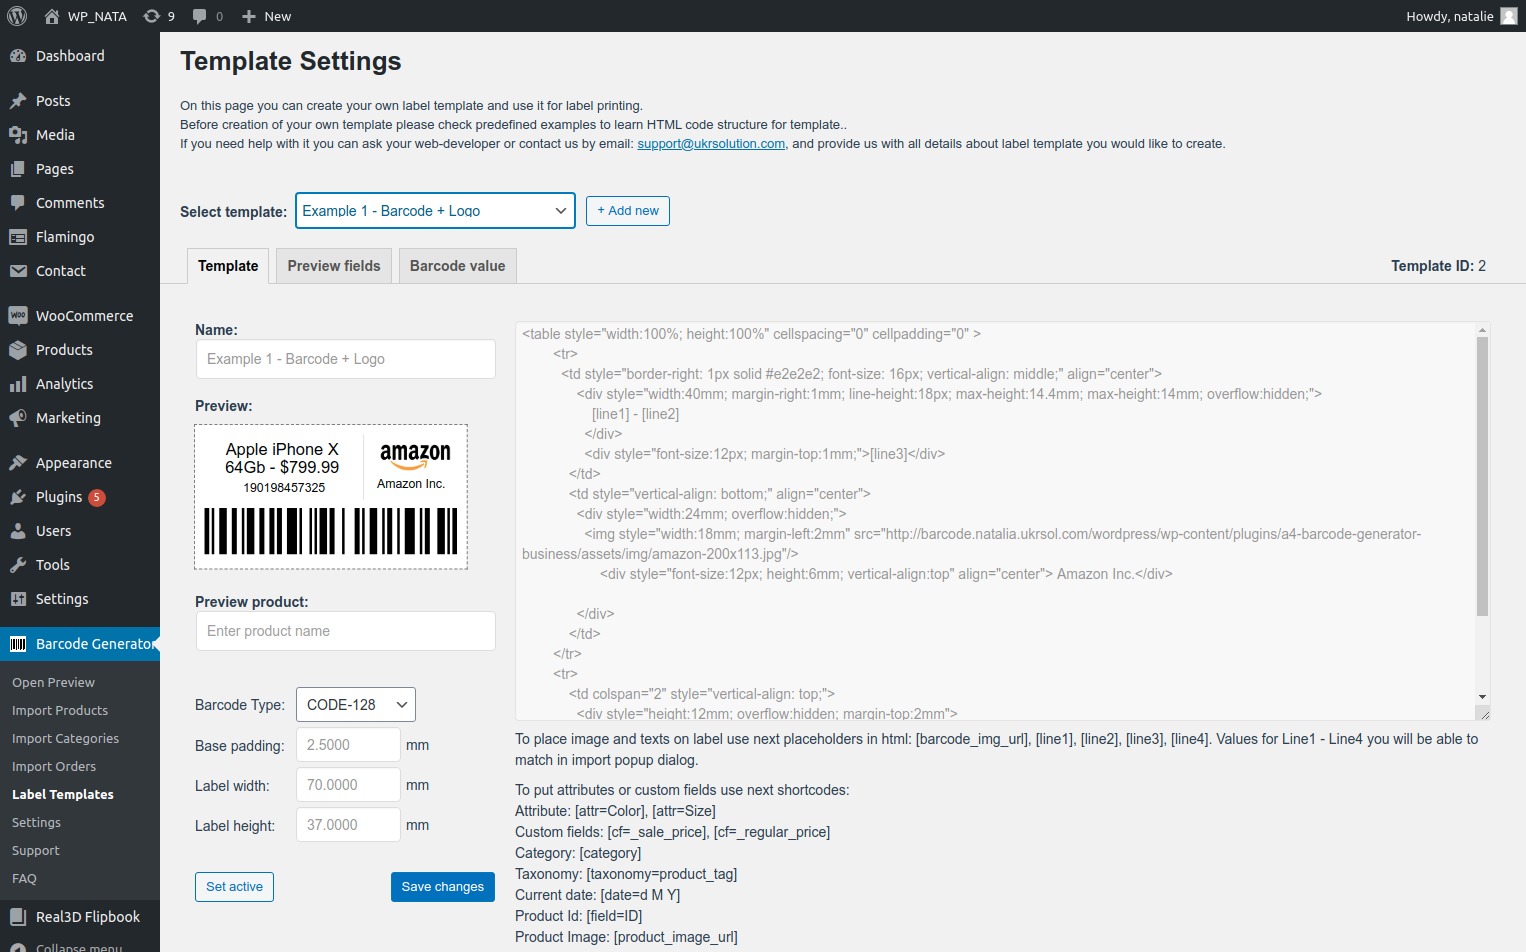 WP_NATA
9
0
New
Howdy, natalie
Dashboard
Posts
Media
Pages
Comments
Flamingo
Contact
WooCommerce
Products
Analytics
Marketing
Appearance
Plugins 5
Users
Tools
Settings
Barcode Generator
Open Preview
Import Products
Import Categories
Import Orders
Label Templates
Settings
Support
FAQ
Real3D Flipbook
Collapse menu
Template Settings
On this page you can create your own label template and use it for label printing.
Before creation of your own template please check predefined examples to learn HTML code structure for template..
If you need help with it you can ask your web-developer or contact us by email: support@ukrsolution.com, and provide us with all details about label template you would like to create.
Select template: Example 1 - Barcode + Logo + Add new
Template Preview fields Barcode value Template ID: 2
Name:
Example 1 - Barcode + Logo
Preview:
Apple iPhone X
64Gb - $799.99
190198457325
amazon
Amazon Inc.
Preview product:
Enter product name
Barcode Type: CODE-128
Base padding: 2.5000 mm
Label width: 70.0000 mm
Label height: 37.0000 mm
Set active Save changes
<table style="width:100%; height:100%" cellspacing="0" cellpadding="0" >
<tr>
<td style="border-right: 1px solid #e2e2e2; font-size: 16px; vertical-align: middle;" align="center">
<div style="width:40mm; margin-right:1mm; line-height:18px; max-height:14.4mm; max-height:14mm; overflow:hidden;">
[line1] - [line2]
</div>
<div style="font-size:12px; margin-top:1mm;">[line3]</div>
</td>
<td style="vertical-align: bottom;" align="center">
<div style="width:24mm; overflow:hidden;">
<img style="width:18mm; margin-left:2mm" src="http://barcode.natalia.ukrsol.com/wordpress/wp-content/plugins/a4-barcode-generator-
business/assets/img/amazon-200x113.jpg"/>
<div style="font-size:12px; height:6mm; vertical-align:top" align="center"> Amazon Inc.</div>
</div>
</td>
</tr>
<tr>
<td colspan="2" style="vertical-align: top;">
<div style="height:12mm; overflow:hidden; margin-top:2mm">
To place image and texts on label use next placeholders in html: [barcode_img_url], [line1], [line2], [line3], [line4]. Values for Line1 - Line4 you will be able to
match in import popup dialog.
To put attributes or custom fields use next shortcodes:
Attribute: [attr=Color], [attr=Size]
Custom fields: [cf=_sale_price], [cf=_regular_price]
Category: [category]
Taxonomy: [taxonomy=product_tag]
Current date: [date=d M Y]
Product Id: [field=ID]
Product Image: [product_image_url]